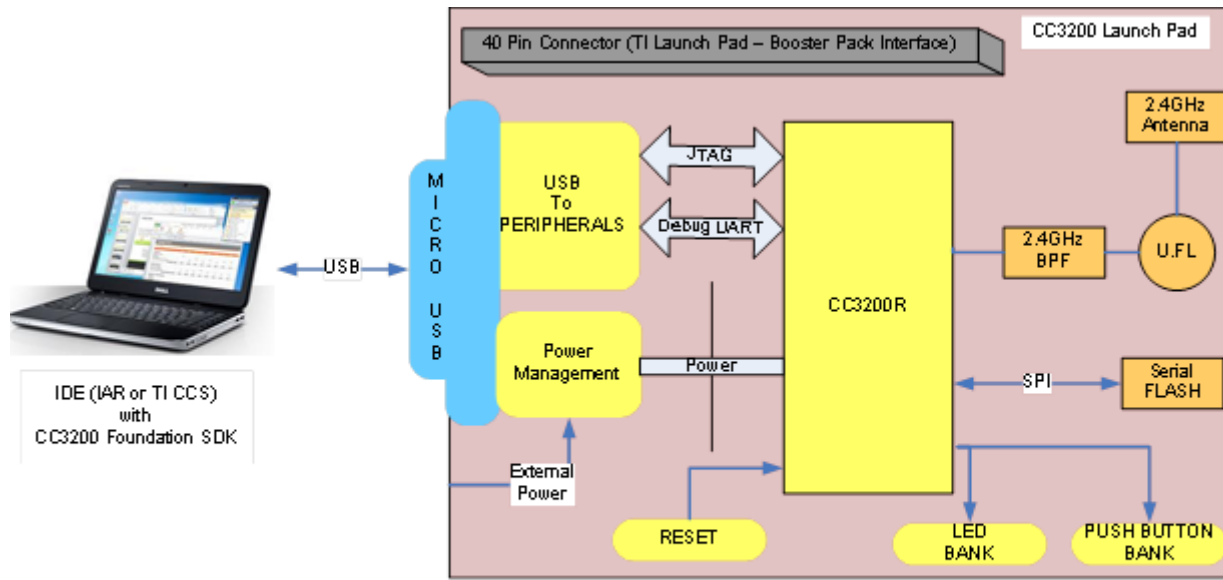 CC3200 Launch Pad
40 Pin Connector (TI Launch Pad – Booster Pack Interface)
2.4GHz
Antenna
MICRO USB
USB
To
PERIPHERALS
JTAG
Debug UART
CC3200R
2.4GHz
BPF
U.FL
USB
Power
Management
Power
SPI
Serial
FLASH
IDE (IAR or TI CCS)
with
CC3200 Foundation SDK
External
Power
RESET
LED
BANK
PUSH BUTTON
BANK